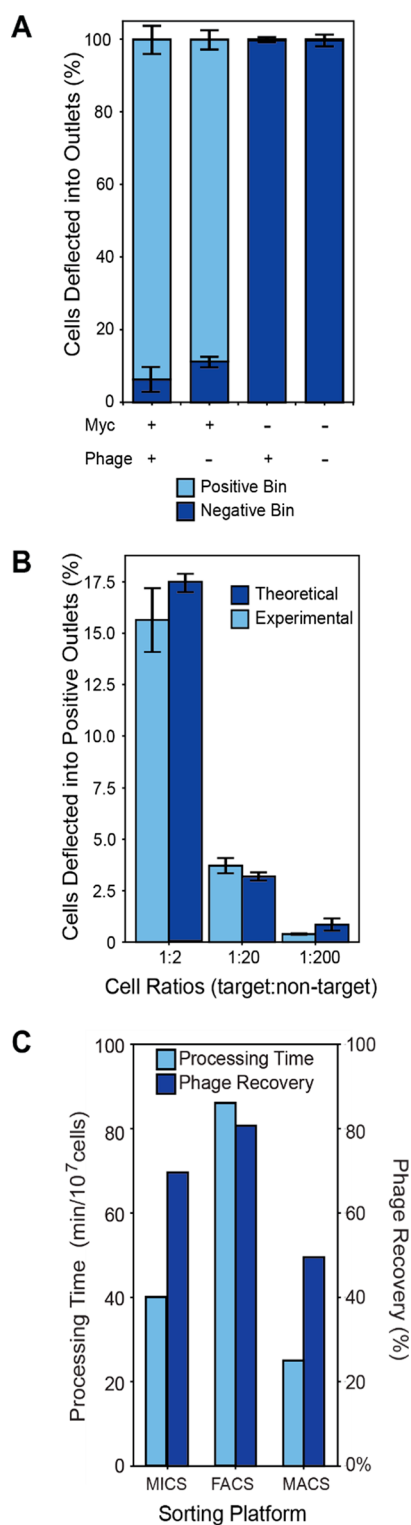 A
Cells Deflected into Outlets (%)
100
80
60
40
20
0
Myc + + - -
Phage + - + -
Positive Bin
Negative Bin
B
Cells Deflected into Positive Outlets (%)
17.5
15.0
12.5
17.0
7.5
2.5
0
Theoretical
Experimental
1:2 1:20 1:200
Cell Ratios (target:non-target)
C
Processing Time (min/10⁷cells)
100
80
60
40
20
0
Processing Time
Phage Recovery
100
80
60
40
20
0%
Phage Recovery (%)
MICS FACS MACS
Sorting Platform